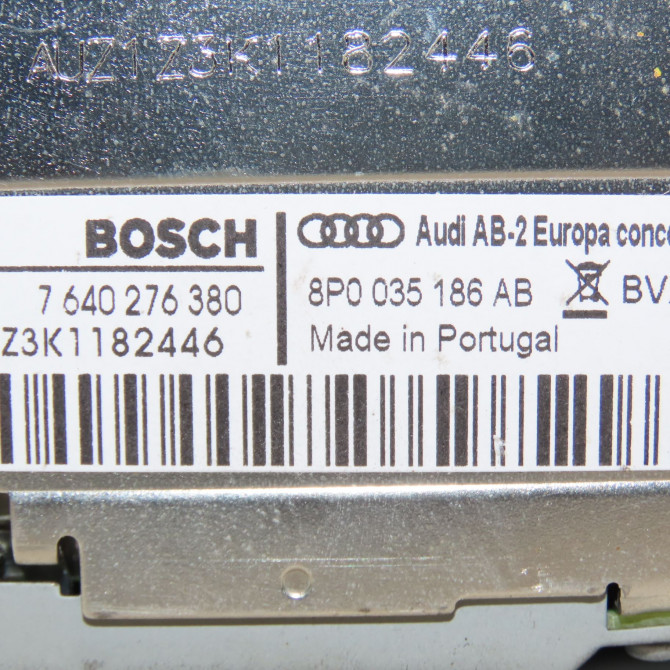 AUZ1Z3K1182446
BOSCH
Audi AB-2 Europa conce
7 640 276 380
8P0 035 186 AB
BV
Z3K1182446
Made in Portugal